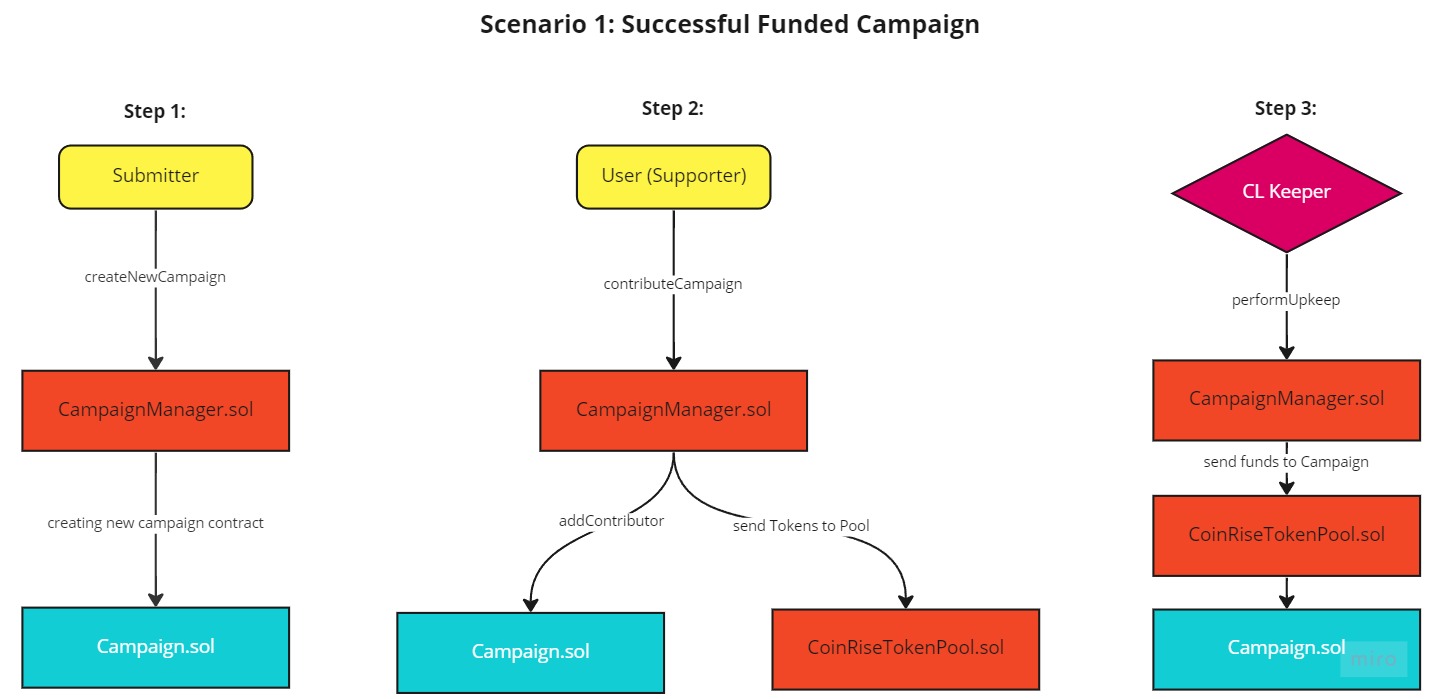 Scenario 1: Successful Funded Campaign
Step 1:
Submitter
createNewCampaign
CampaignManager.sol
creating new campaign contract
Campaign.sol
Step 2:
User (Supporter)
contributeCampaign
CampaignManager.sol
addContributor
send Tokens to Pool
Campaign.sol
CoinRiseTokenPool.sol
Step 3:
CL Keeper
performUpkeep
CampaignManager.sol
send funds to Campaign
CoinRiseTokenPool.sol
Campaign.sol
miro